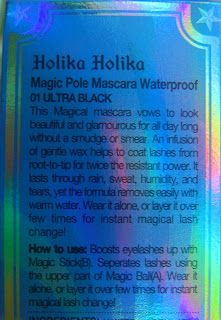 Holika Holika
Magic Pole Mascara Waterproof
01 ULTRA BLACK
This Magical mascara vows to look
beautiful and glamourous for all day long
without a smudge or smear. An infusion
of gentle wax helps to coat lashes from
root-to-tip for twice the resistant power. It
lasts through rain, sweat, humidity, and
tears, yet the formula removes easily with
warm water. Wear it alone, or layer it over
few times for instant magical lash
change!
How to use: Boosts eyelashes up with
Magic Stick(B). Seperates lashes using
the upper part of Magic Ball(A). Wear it
alone, or layer it over few times for instant
magical lash change!